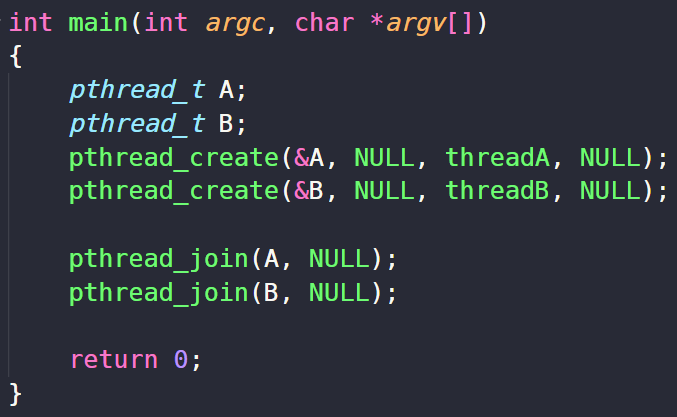 int main(int argc, char *argv[])
{
    pthread_t A;
    pthread_t B;
    pthread_create(&A, NULL, threadA, NULL);
    pthread_create(&B, NULL, threadB, NULL);

    pthread_join(A, NULL);
    pthread_join(B, NULL);

    return 0;
}